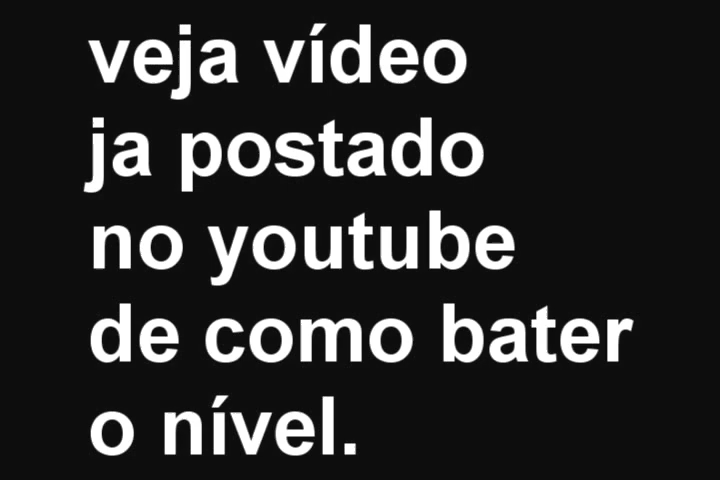 veja vídeo
ja postado
no youtube
de como bater
o nível.